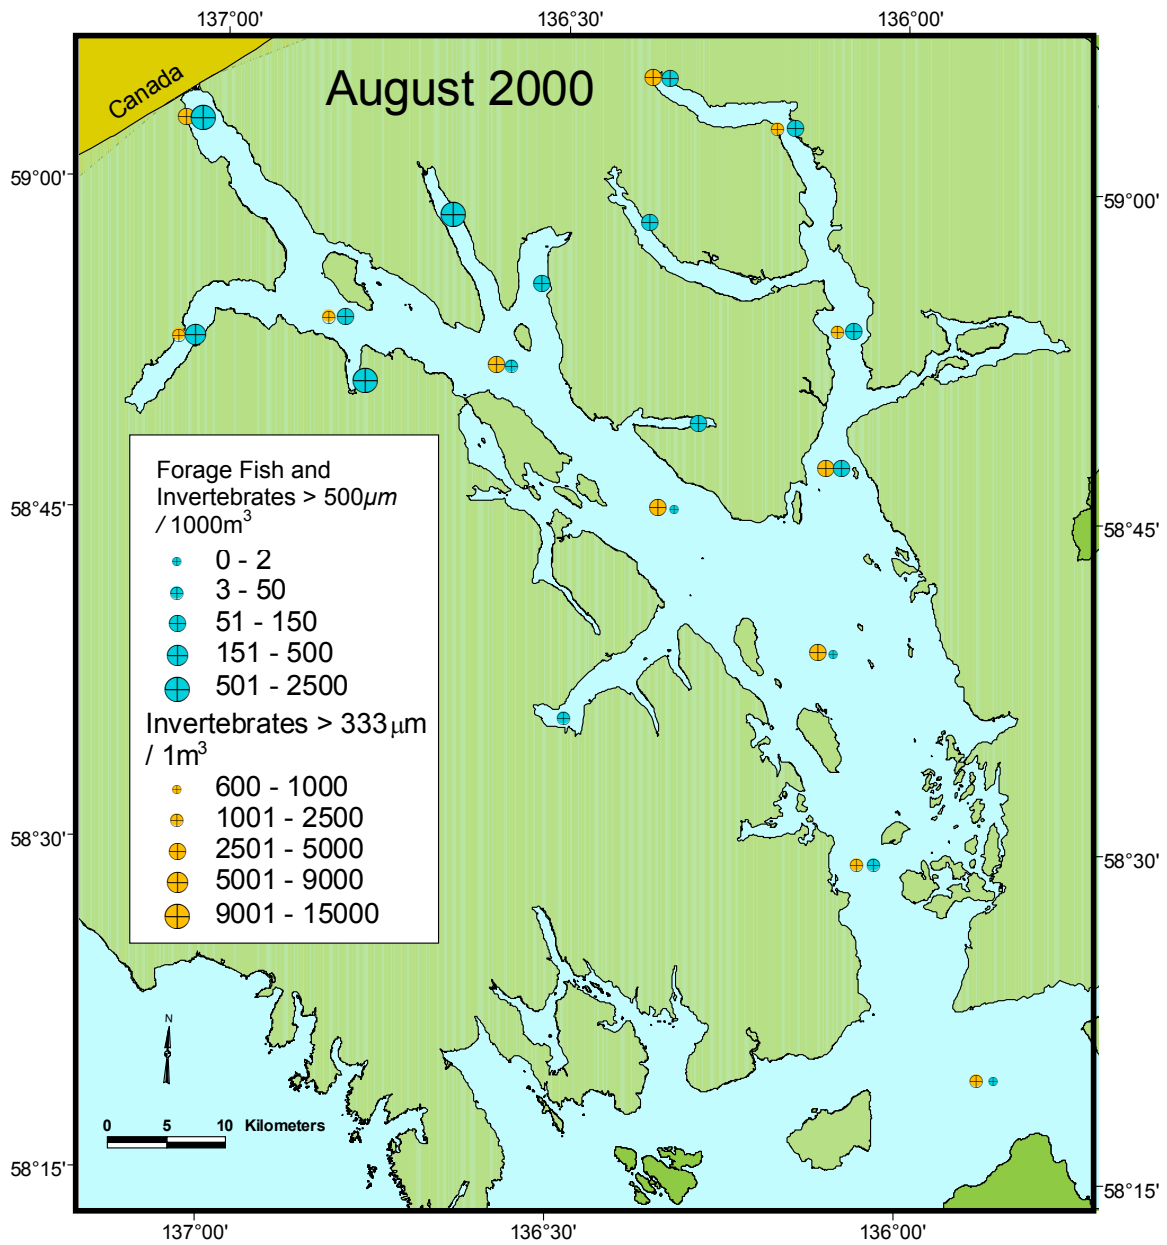 137°00'
136°30'
136°00'
August 2000
Canada
59°00'
59°00'
58°45'
58°45'
58°30'
58°30'
58°15'
58°15'
Forage Fish and
Invertebrates > 500µm
/ 1000m³
0 - 2
3 - 50
51 - 150
151 - 500
501 - 2500
Invertebrates > 333µm
/ 1m³
600 - 1000
1001 - 2500
2501 - 5000
5001 - 9000
9001 - 15000
N
0 5 10 Kilometers
137°00'
136°30'
136°00'